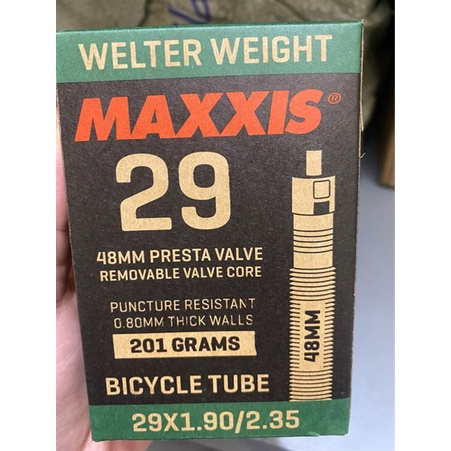 WELTER WEIGHT
MAXXIS®
29
48MM PRESTA VALVE
REMOVABLE VALVE CORE
PUNCTURE RESISTANT
0.80MM THICK WALLS
201 GRAMS
48MM
BICYCLE TUBE
29X1.90/2.35